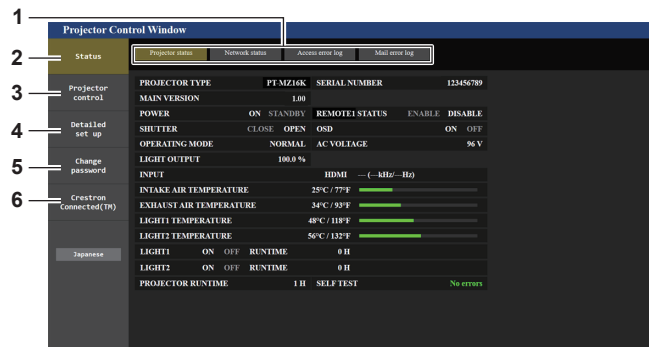 1
Projector Control Window
2
Status
Projector status Network status Access error log Mail error log
3
Projector
control
4
Detailed
set up
5
Change
password
6
Crestron
Connected(TM)
Japanese
PROJECTOR TYPE PT-MZ16K SERIAL NUMBER 123456789
MAIN VERSION 1.00
POWER ON STANDBY REMOTE1 STATUS ENABLE DISABLE
SHUTTER CLOSE OPEN OSD ON OFF
OPERATING MODE NORMAL AC VOLTAGE 96 V
LIGHT OUTPUT 100.0 %
INPUT HDMI --- (---kHz/---Hz)
INTAKE AIR TEMPERATURE 25°C / 77°F
EXHAUST AIR TEMPERATURE 34°C / 93°F
LIGHT1 TEMPERATURE 48°C / 118°F
LIGHT2 TEMPERATURE 56°C / 132°F
LIGHT1 ON OFF RUNTIME 0 H
LIGHT2 ON OFF RUNTIME 0 H
PROJECTOR RUNTIME 1 H SELF TEST No errors